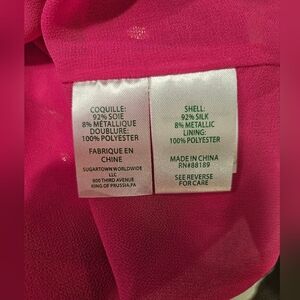 COQUILLE:
92% SOIE
8% MÉTALLIQUE
DOUBLURE:
100% POLYESTER
FABRIQUE EN
CHINE
SUGARTOWN WORLDWIDE
LLC
800 THIRD AVENUE
KING OF PRUSSIA, PA
SHELL:
92% SILK
8% METALLIC
LINING:
100% POLYESTER
MADE IN CHINA
RN#88189
SEE REVERSE
FOR CARE